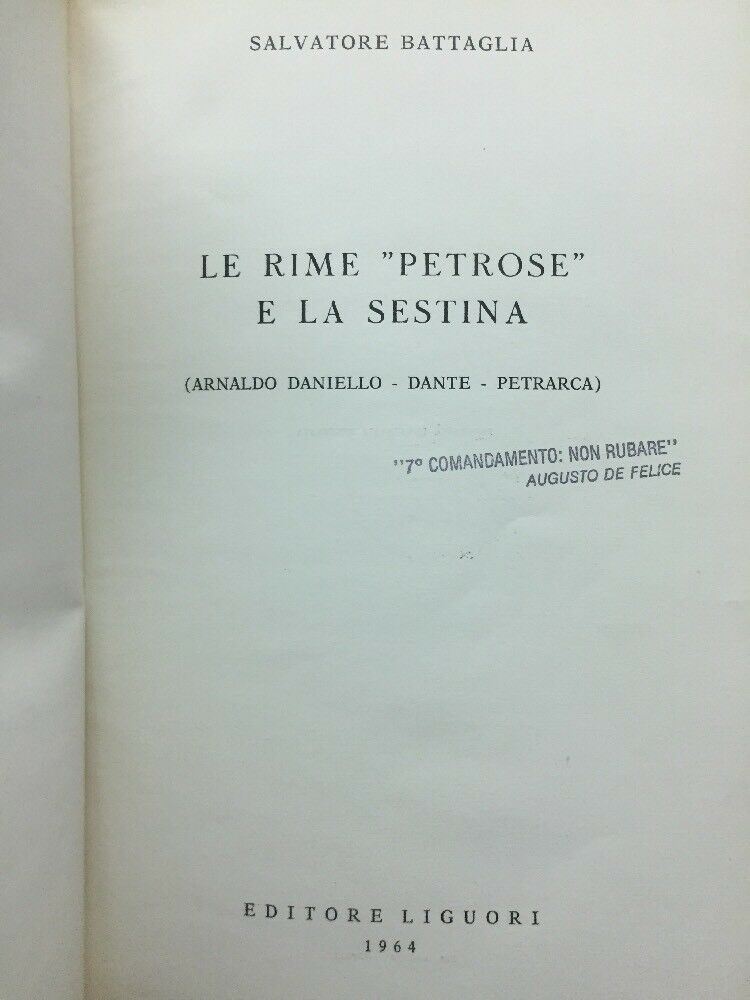 SALVATORE BATTAGLIA
LE RIME ”PETROSE”
E LA SESTINA
(ARNALDO DANIELLO - DANTE - PETRARCA)
''7° COMANDAMENTO: NON RUBARE''
AUGUSTO DE FELICE
EDITORE LIGUORI
1964